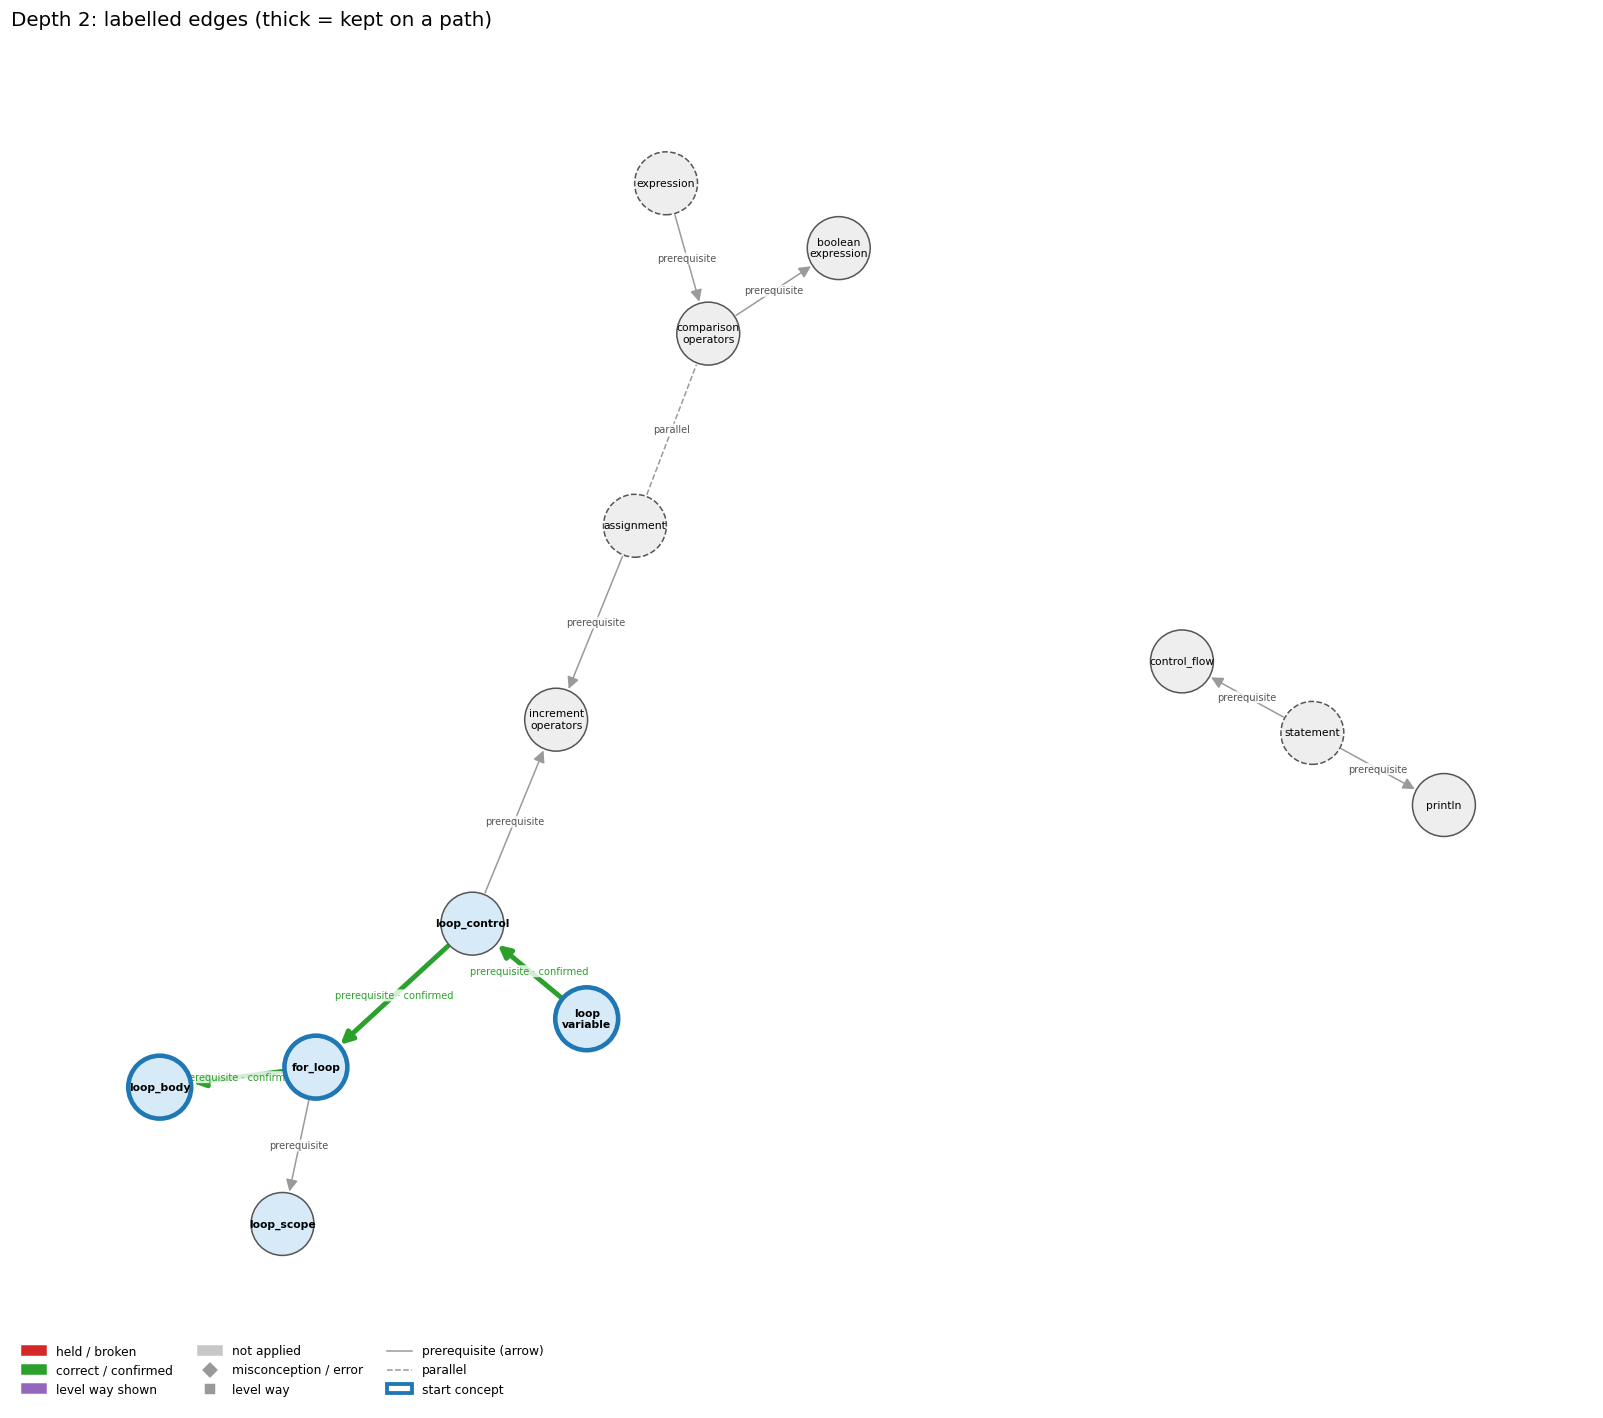 Depth 2: labelled edges (thick = kept on a path)
expression
boolean
expression
prerequisite
prerequisite
comparison
operators
parallel
assignment
prerequisite
control_flow
prerequisite
increment
operators
statement
prerequisite
println
prerequisite
loop_control
prerequisite - confirmed
prerequisite - confirmed
loop
variable
for_loop
erequisite - confirm
loop_body
prerequisite
loop_scope
held / broken
correct / confirmed
level way shown
not applied
misconception / error
level way
prerequisite (arrow)
parallel
start concept